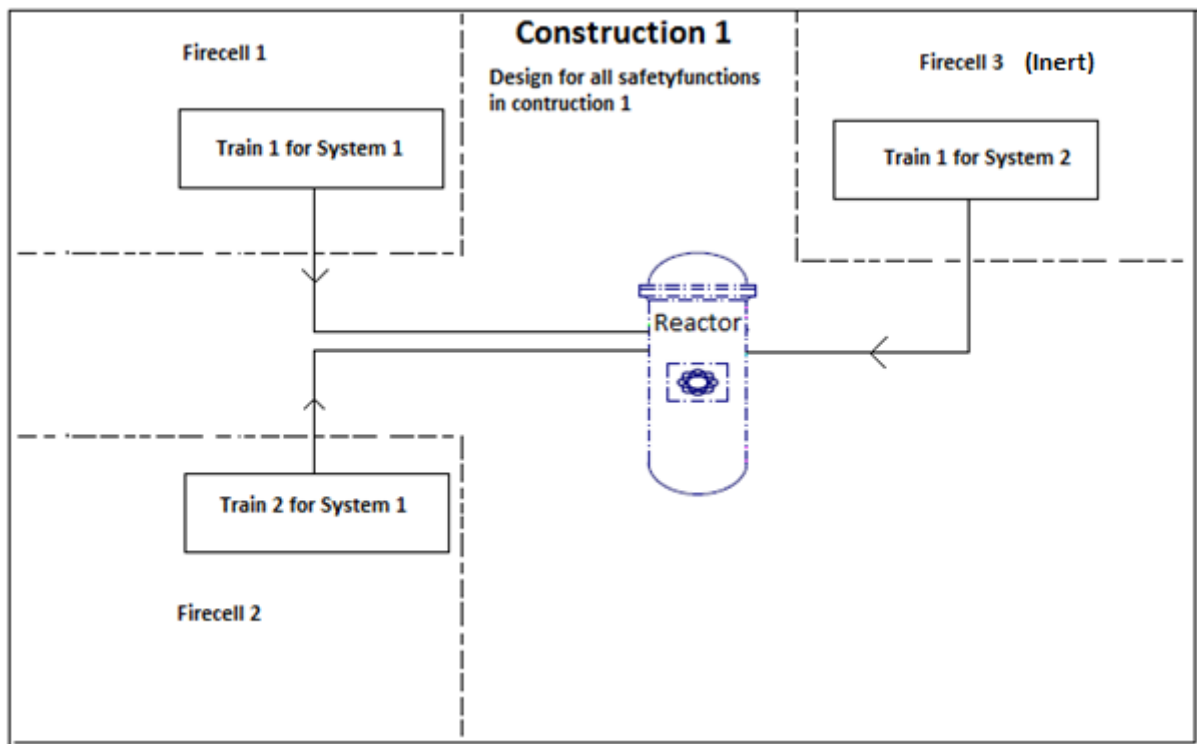 Construction 1
Design for all safetyfunctions
in contruction 1
Firecell 1
Firecell 3 (Inert)
Train 1 for System 1
Train 1 for System 2
Reactor
Train 2 for System 1
Firecell 2